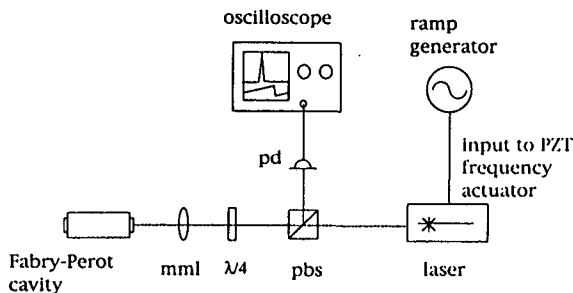 oscilloscope
ramp
generator
pd
input to PZT
frequency
actuator
Fabry-Perot
cavity
mml
λ/4
pbs
laser